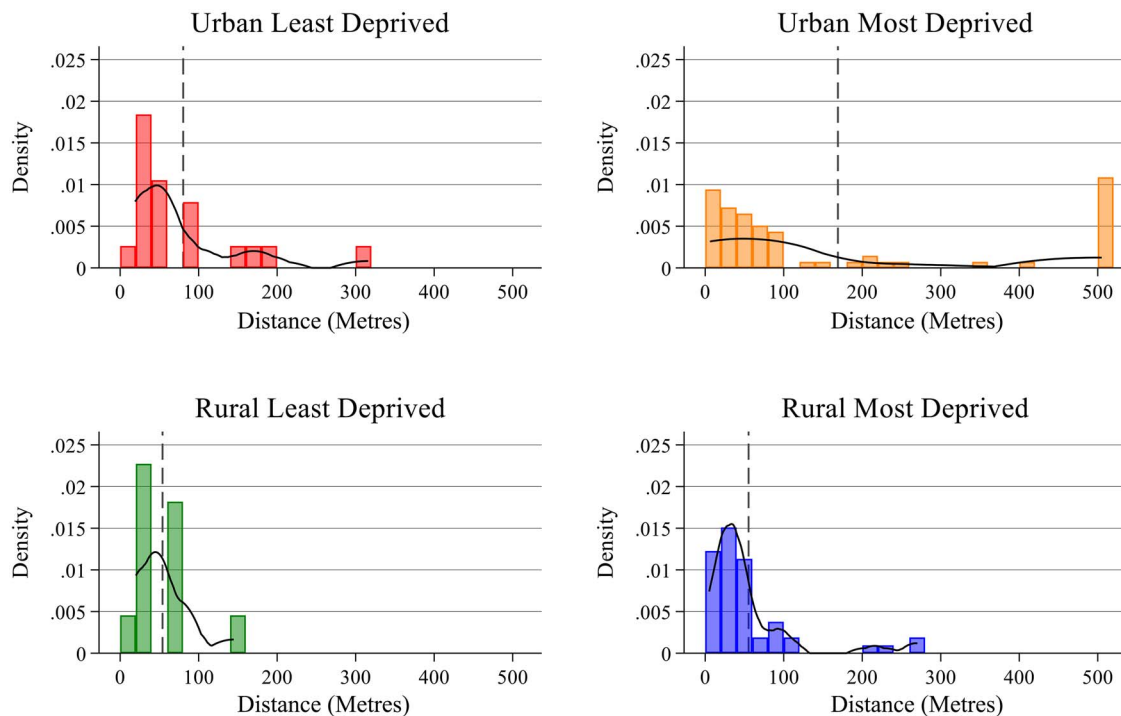 Urban Least Deprived
Density
.025
.02
.015
.01
.005
0
0 100 200 300 400 500
Distance (Metres)
Urban Most Deprived
Density
.025
.02
.015
.01
.005
0
0 100 200 300 400 500
Distance (Metres)
Rural Least Deprived
Density
.025
.02
.015
.01
.005
0
0 100 200 300 400 500
Distance (Metres)
Rural Most Deprived
Density
.025
.02
.015
.01
.005
0
0 100 200 300 400 500
Distance (Metres)